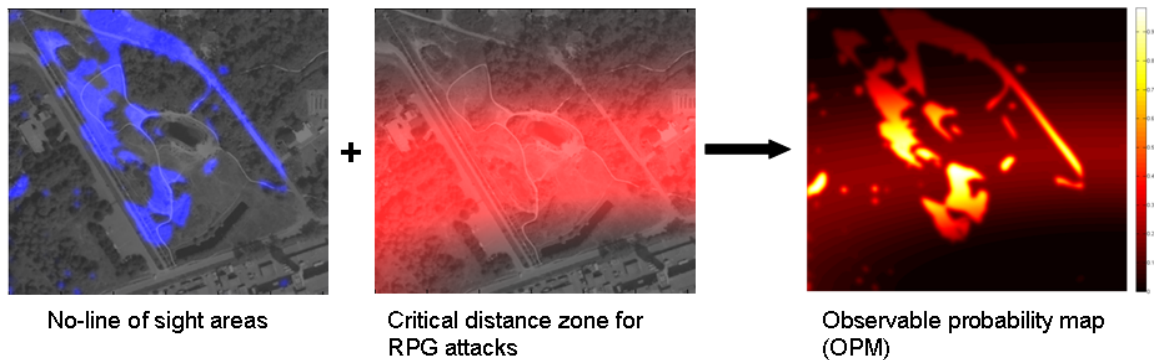 No-line of sight areas
+
Critical distance zone for
RPG attacks
Observable probability map
(OPM)